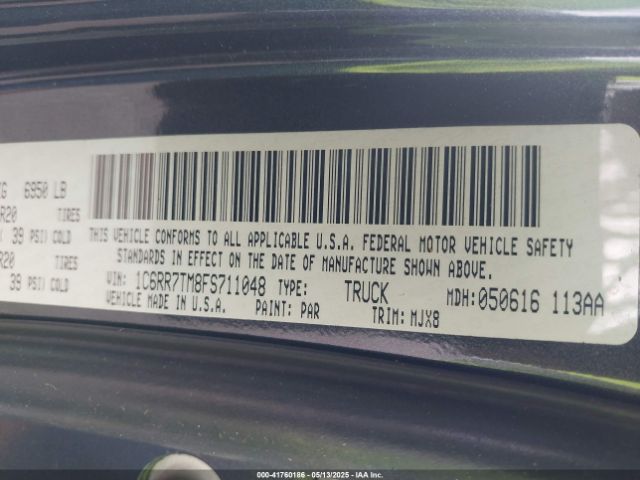 KG 6950 LB
R20 TIRES
39 PSI/COLD
R20 TIRES
39 PSI/COLD
THIS VEHICLE CONFORMS TO ALL APPLICABLE U.S.A. FEDERAL MOTOR VEHICLE SAFETY
STANDARDS IN EFFECT ON THE DATE OF MANUFACTURE SHOWN ABOVE.
VIN: 1C6RR7TM8FS711048 TYPE: TRUCK MDH:050616 113AA
VEHICLE MADE IN U.S.A. PAINT: PAR TRIM: MJX8
000-41760186 - 05/13/2025 - Copyright IAA